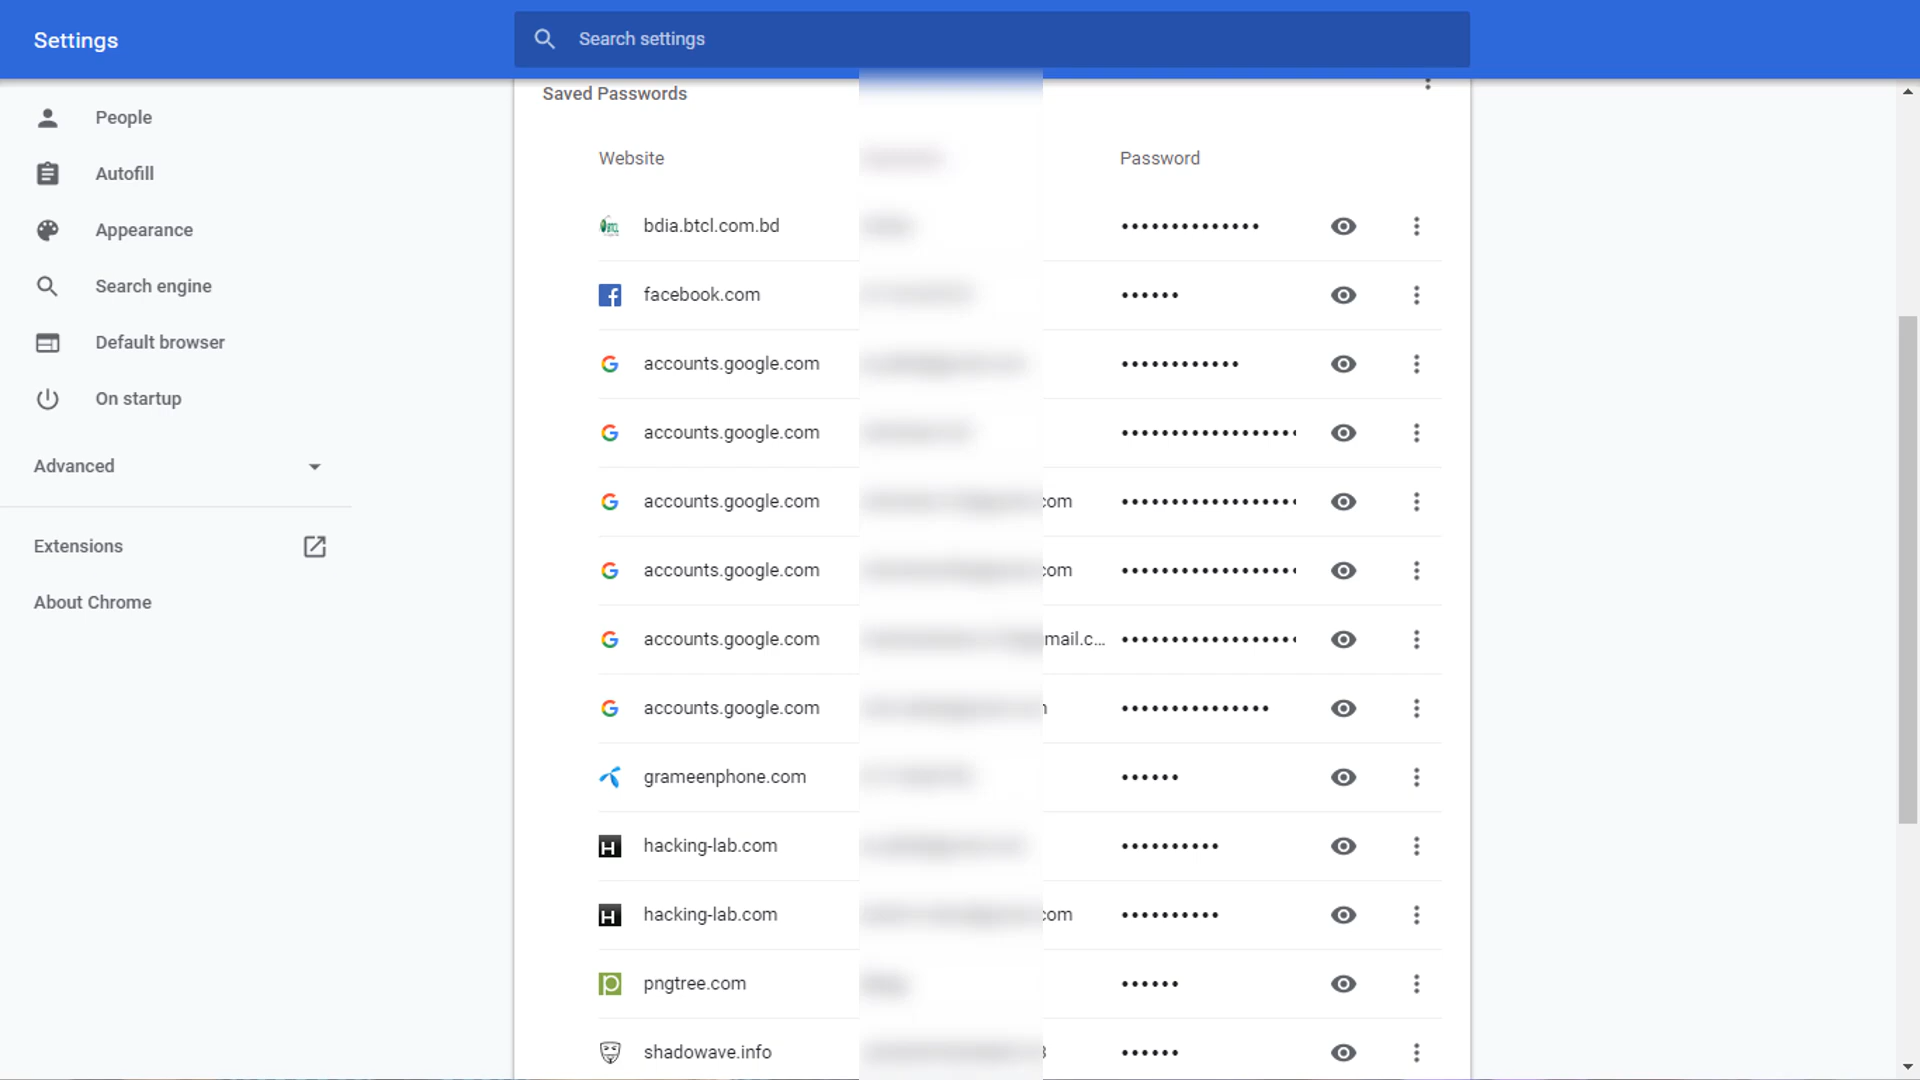 Settings
Search settings
People
Autofill
Appearance
Search engine
Default browser
On startup
Advanced
Extensions
About Chrome
Saved Passwords
Website Password
bdia.btcl.com.bd ••••••••••••••
facebook.com ••••••
accounts.google.com ••••••••••••
accounts.google.com ••••••••••••••••••
accounts.google.com com ••••••••••••••••••
accounts.google.com com ••••••••••••••••••
accounts.google.com mail.c... ••••••••••••••••••
accounts.google.com •••••••••••••••
grameenphone.com ••••••
hacking-lab.com ••••••••••
hacking-lab.com com ••••••••••
pngtree.com ••••••
shadowave.info ••••••